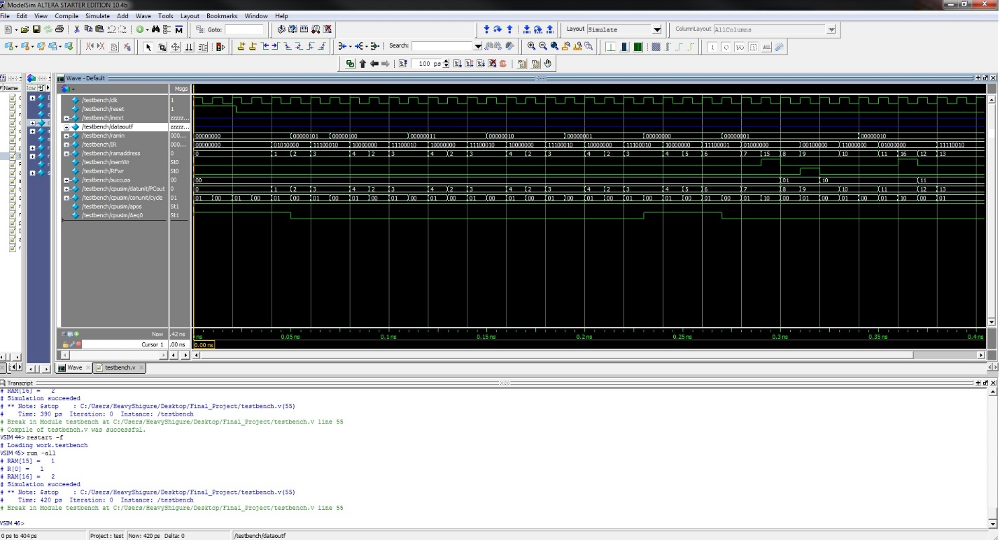 ModelSim ALTERA STARTER EDITION 10.4b
File Edit View Compile Simulate Add Wave Tools Layout Bookmarks Window Help
Goto:
Layout Simulate
ColumnLayout AllColumns
Search:
100 ps
Name
Wave - Default
Msgs
/testbench/clk 1
/testbench/reset 1
/testbench/inext zzzzz...
/testbench/dataoutf zzzzz...
/testbench/ramin 000... 00000000 00000101 00000100 00000011 00000010 00000001 00000000 00000001 00000010
/testbench/IR 000... 00000000 01010000 11100010 10000000 11100010 10000000 11100010 10000000 11100010 10000000 11100010 10000000 11100001 01000000 00100000 11000000 01000000 11110010
/testbench/ramaddress 0 0 1 2 3 4 2 3 4 2 3 4 2 3 4 5 6 7 15 8 9 10 11 16 12 13
/testbench/memWr St0
/testbench/RFwr St0
/testbench/succuss 00 00 01 10 11
/testbench/cpusim/datunit/PCout 0 0 1 2 3 4 2 3 4 2 3 4 2 3 4 5 6 7 8 9 10 11 12 13
/testbench/cpusim/conunit/cycle 01 01 00 01 00 01 00 01 00 01 00 01 00 01 00 01 00 01 00 01 00 01 00 01 00 01 00 01 00 01 10 00 01 00 01 00 01 10 00 01
/testbench/cpusim/apos St1
/testbench/cpusim/Aeq0 St1
Now .42 ns ns 0.05 ns 0.1 ns 0.15 ns 0.2 ns 0.25 ns 0.3 ns 0.35 ns 0.4 ns
Cursor 1 .00 ns 0.00 ns
Wave testbench.v
Transcript
# RAM[16] = 2
# Simulation succeeded
# ** Note: $stop : C:/Users/HeavyShigure/Desktop/Final_Project/testbench.v(55)
# Time: 390 ps Iteration: 0 Instance: /testbench
# Break in Module testbench at C:/Users/HeavyShigure/Desktop/Final_Project/testbench.v line 55
# Compile of testbench.v was successful.
VSIM 44> restart -f
# Loading work.testbench
VSIM 45> run -all
# RAM[15] = 1
# R[0] = 1
# RAM[16] = 2
# Simulation succeeded
# ** Note: $stop : C:/Users/HeavyShigure/Desktop/Final_Project/testbench.v(55)
# Time: 420 ps Iteration: 0 Instance: /testbench
# Break in Module testbench at C:/Users/HeavyShigure/Desktop/Final_Project/testbench.v line 55
VSIM 46>
0 ps to 404 ps Project : test Now: 420 ps Delta: 0 /testbench/dataoutf